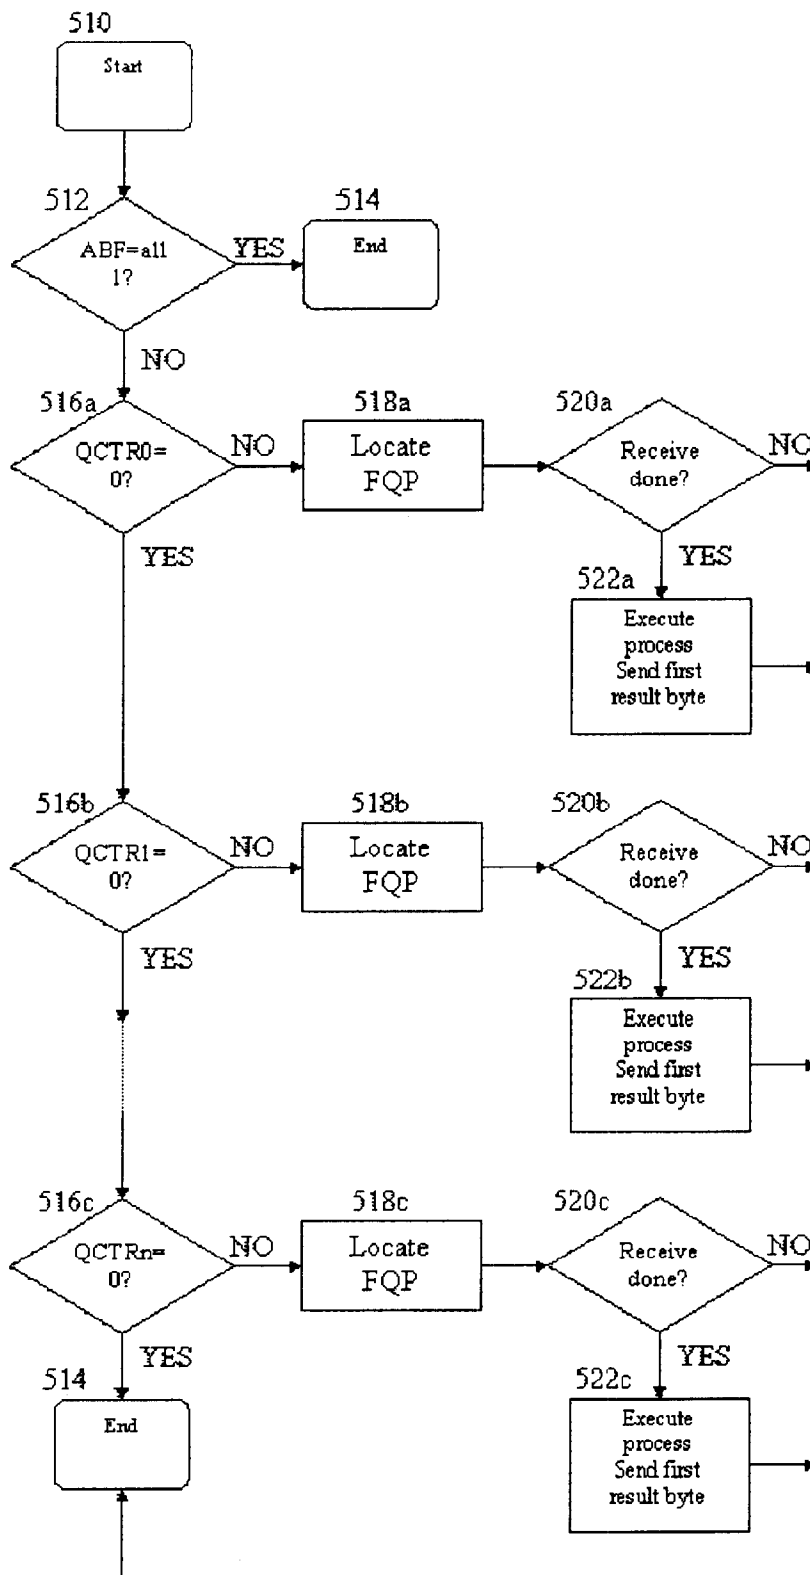 510
Start
512
ABF=all
1?
YES
514
End
NO
516a
QCTR0=
0?
NO
518a
Locate
FQP
520a
Receive
done?
NO
YES
YES
522a
Execute
process
Send first
result byte
516b
QCTR1=
0?
NO
518b
Locate
FQP
520b
Receive
done?
NO
YES
YES
522b
Execute
process
Send first
result byte
516c
QCTRn=
0?
NO
518c
Locate
FQP
520c
Receive
done?
NO
YES
YES
514
End
522c
Execute
process
Send first
result byte